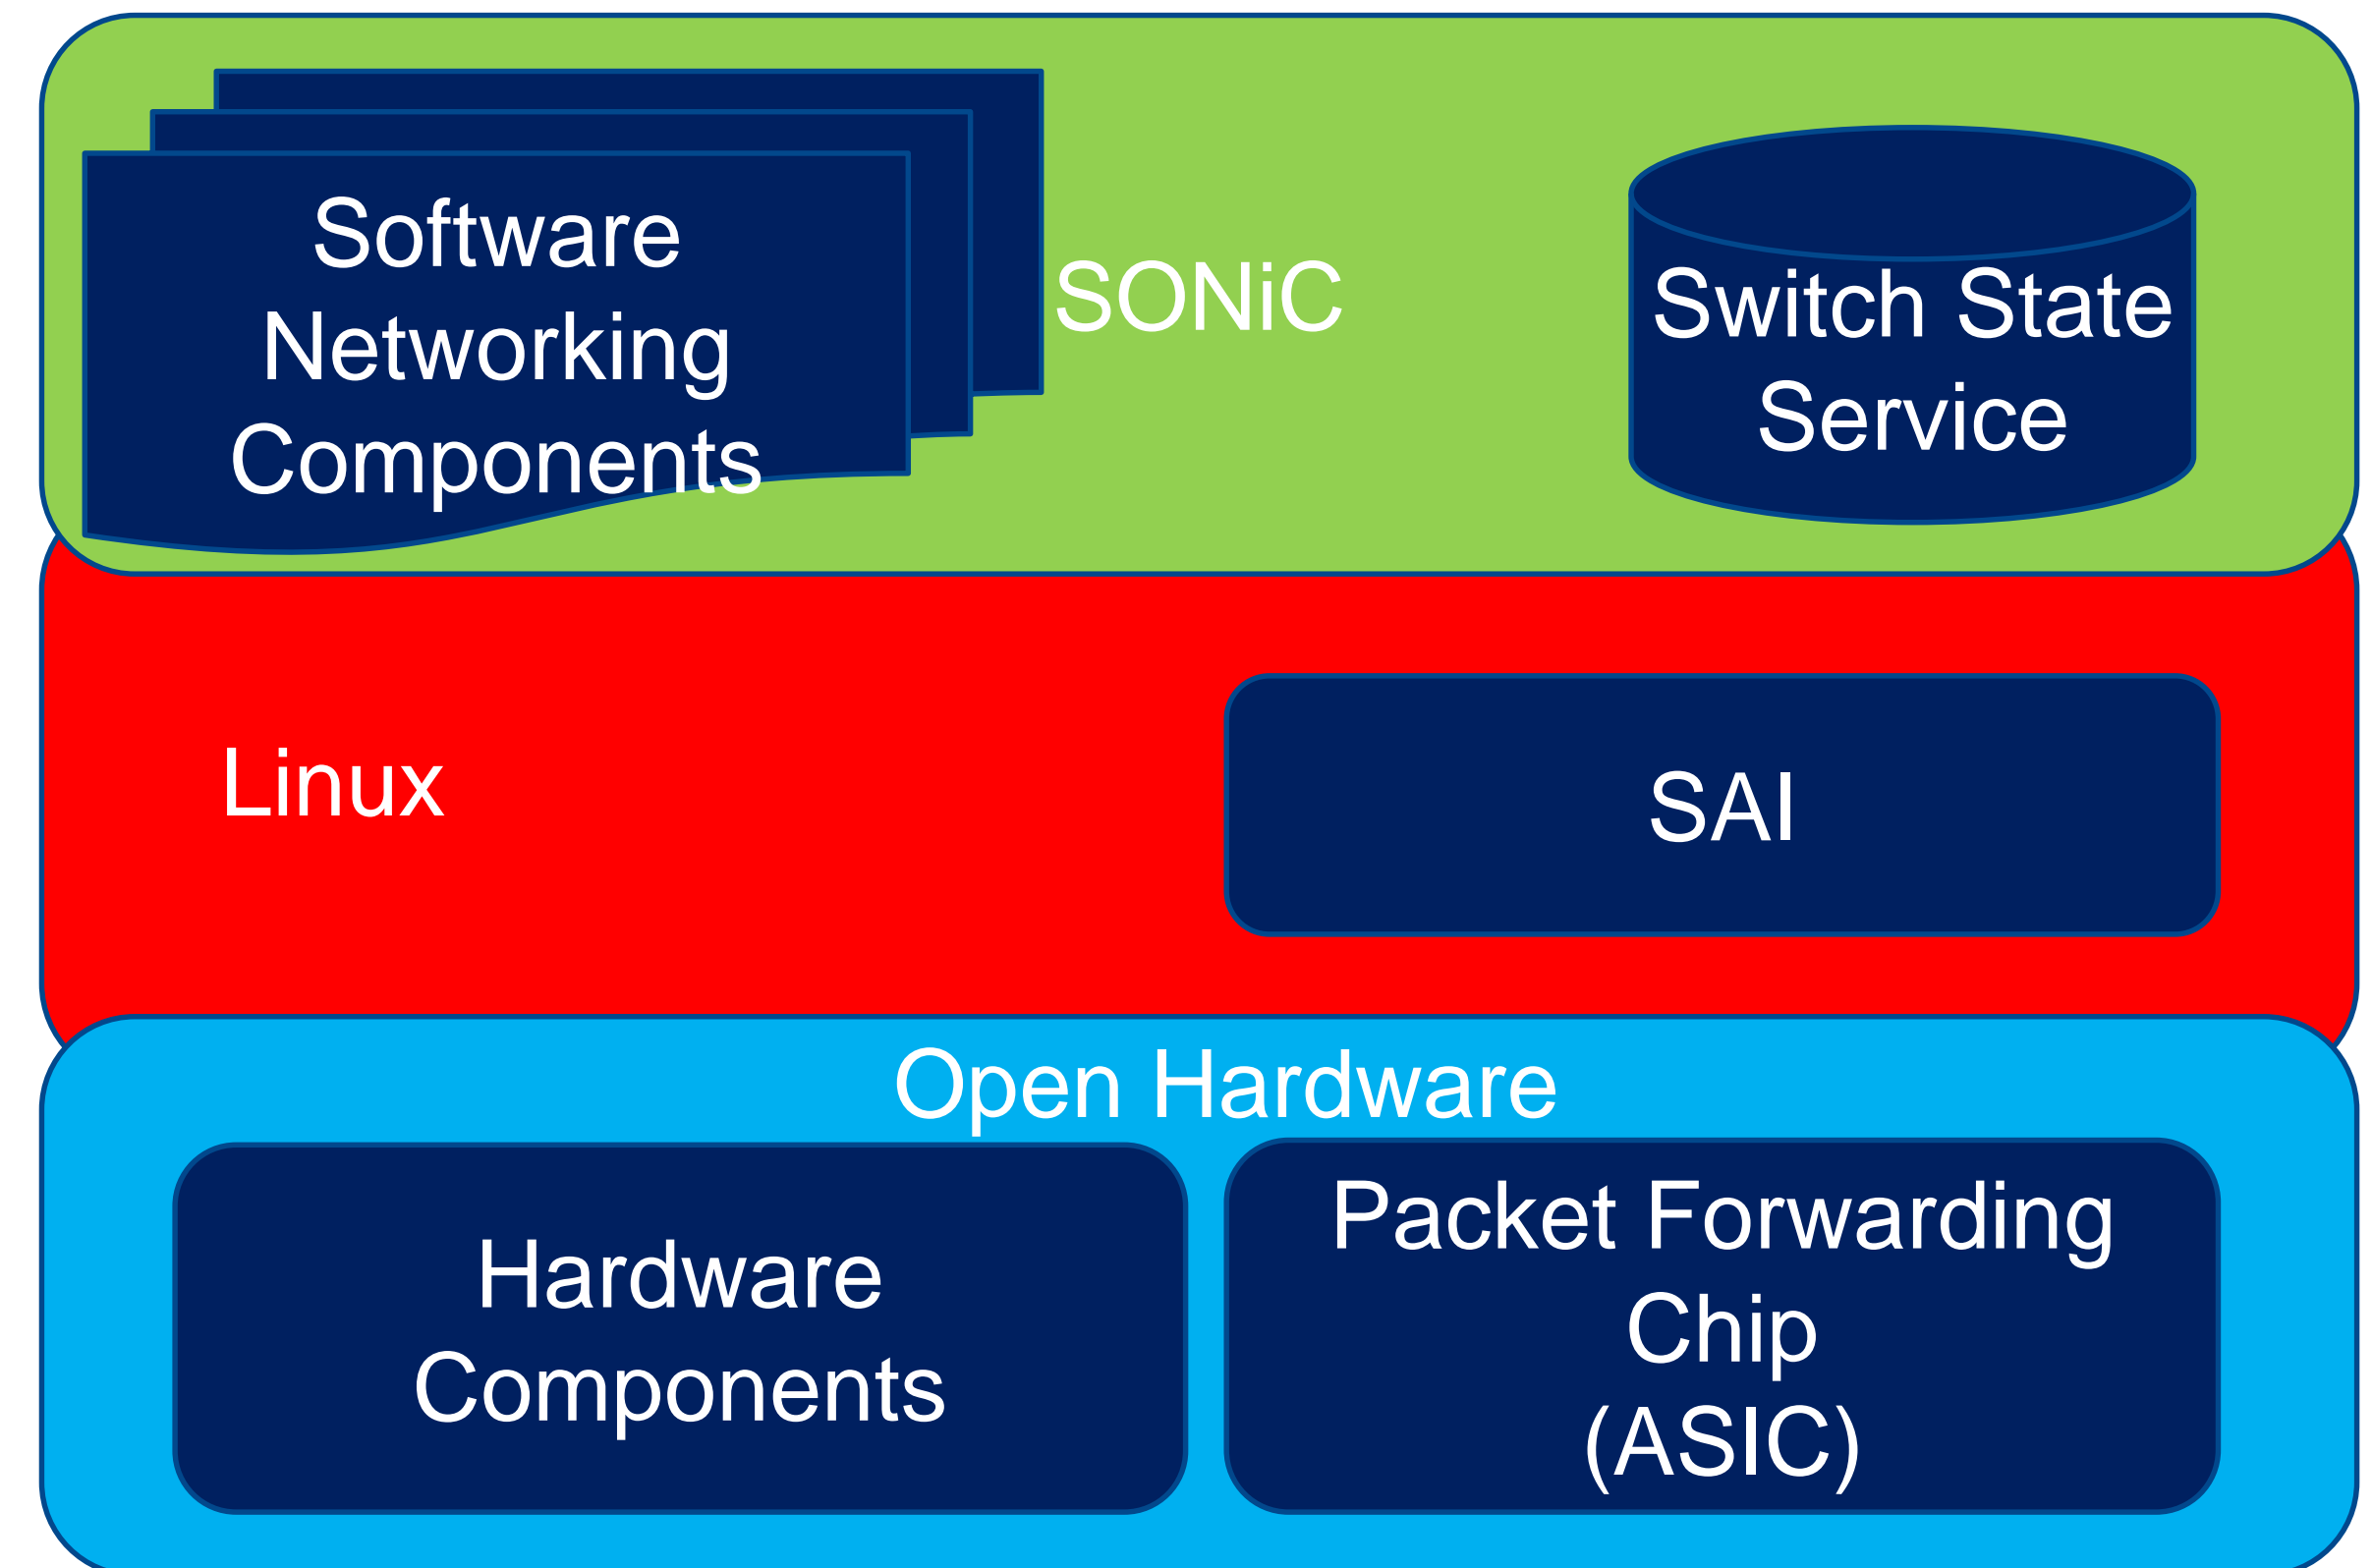 Software
Networking
Components
SONiC
Switch State
Service
Linux
SAI
Open Hardware
Hardware
Components
Packet Forwarding
Chip
(ASIC)